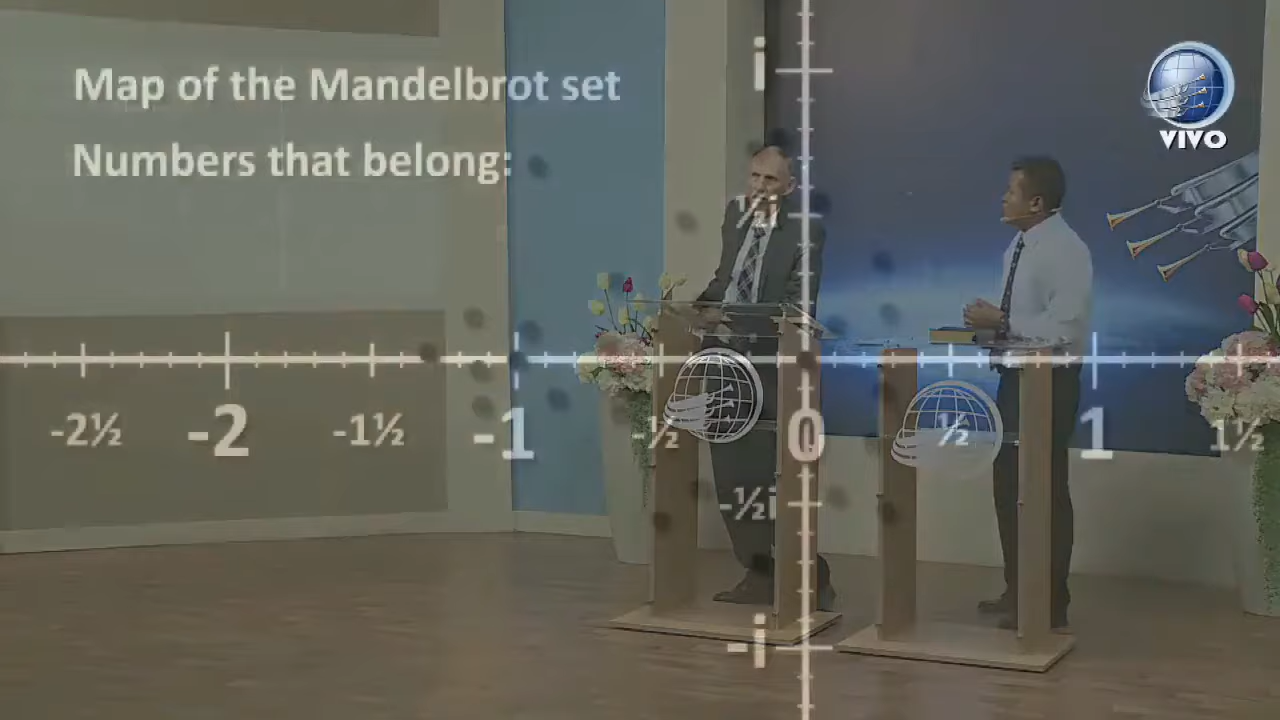 Map of the Mandelbrot set
Numbers that belong:
VIVO
i
½i
-2½ -2 -1½ -1 -½ 0 ½ 1 1½
-½i
-i